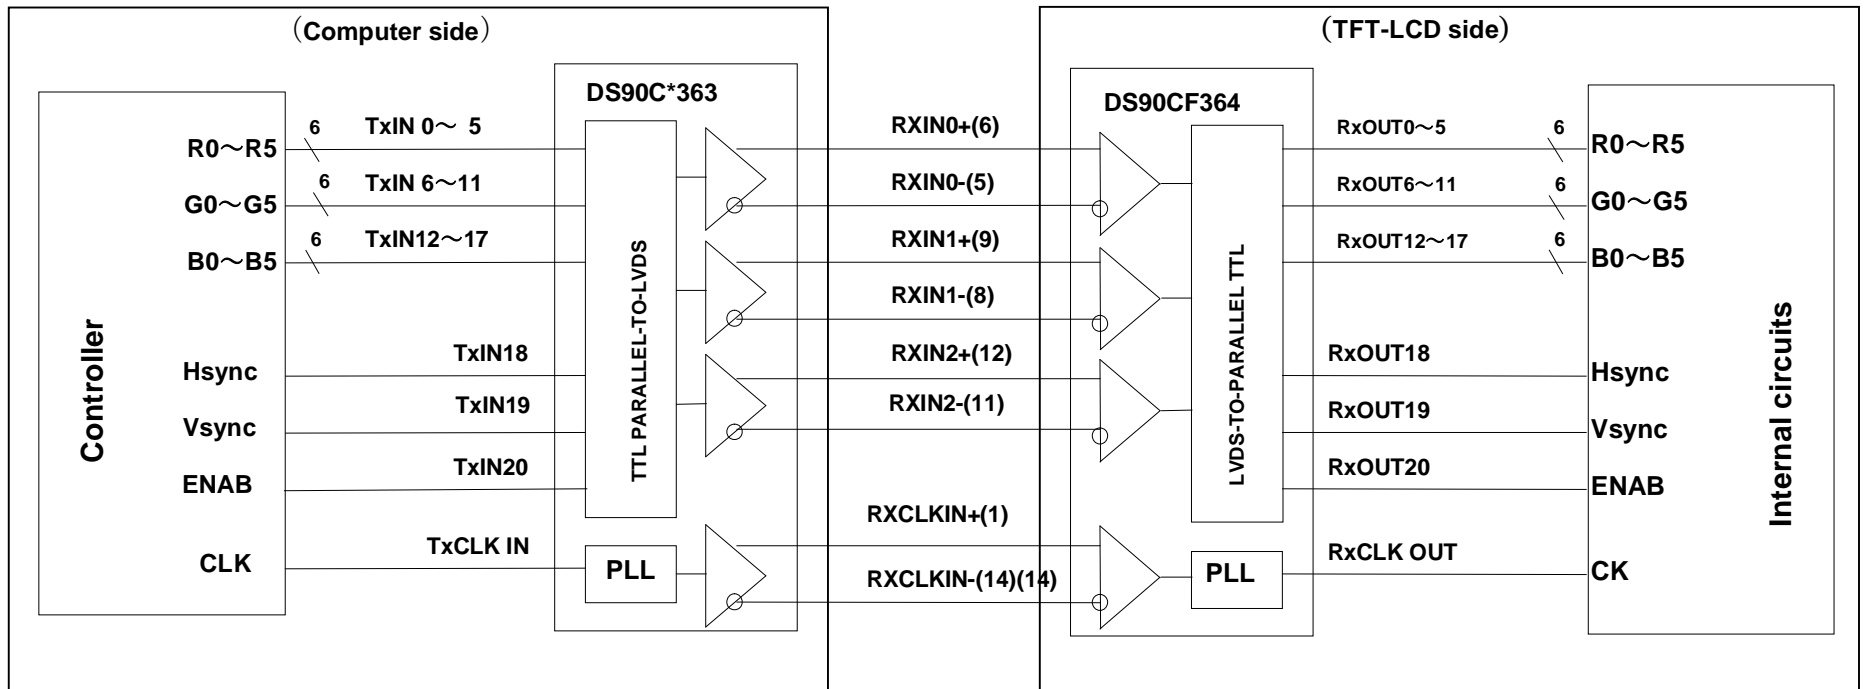 （Computer side）
(TFT-LCD side)
DS90C*363
DS90CF364
Controller
R0～R5
G0～G5
B0～B5
Hsync
Vsync
ENAB
CLK
6
TxIN 0～ 5
6
TxIN 6～11
6
TxIN12～17
TxIN18
TxIN19
TxIN20
TxCLK IN
TTL PARALLEL-TO-LVDS
PLL
RXIN0+(6)
RXIN0-(5)
RXIN1+(9)
RXIN1-(8)
RXIN2+(12)
RXIN2-(11)
RXCLKIN+(1)
RXCLKIN-(14)(14)
LVDS-TO-PARALLEL TTL
PLL
RxOUT0～5
6
RxOUT6～11
6
RxOUT12～17
6
RxOUT18
RxOUT19
RxOUT20
RxCLK OUT
R0～R5
G0～G5
B0～B5
Hsync
Vsync
ENAB
CK
Internal circuits